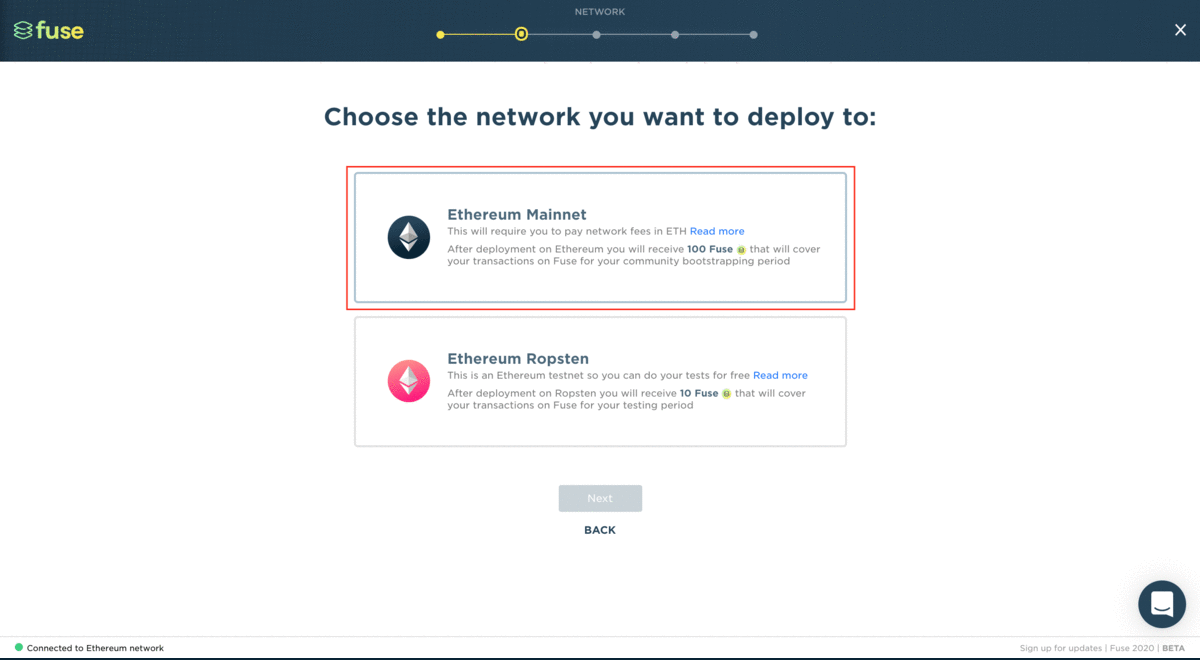 NETWORK
fuse
Choose the network you want to deploy to:
Ethereum Mainnet
This will require you to pay network fees in ETH Read more
After deployment on Ethereum you will receive 100 Fuse that will cover
your transactions on Fuse for your community bootstrapping period
Ethereum Ropsten
This is an Ethereum testnet so you can do your tests for free Read more
After deployment on Ropsten you will receive 10 Fuse that will cover
your transactions on Fuse for your testing period
Next
BACK
Connected to Ethereum network
Sign up for updates | Fuse 2020 | BETA